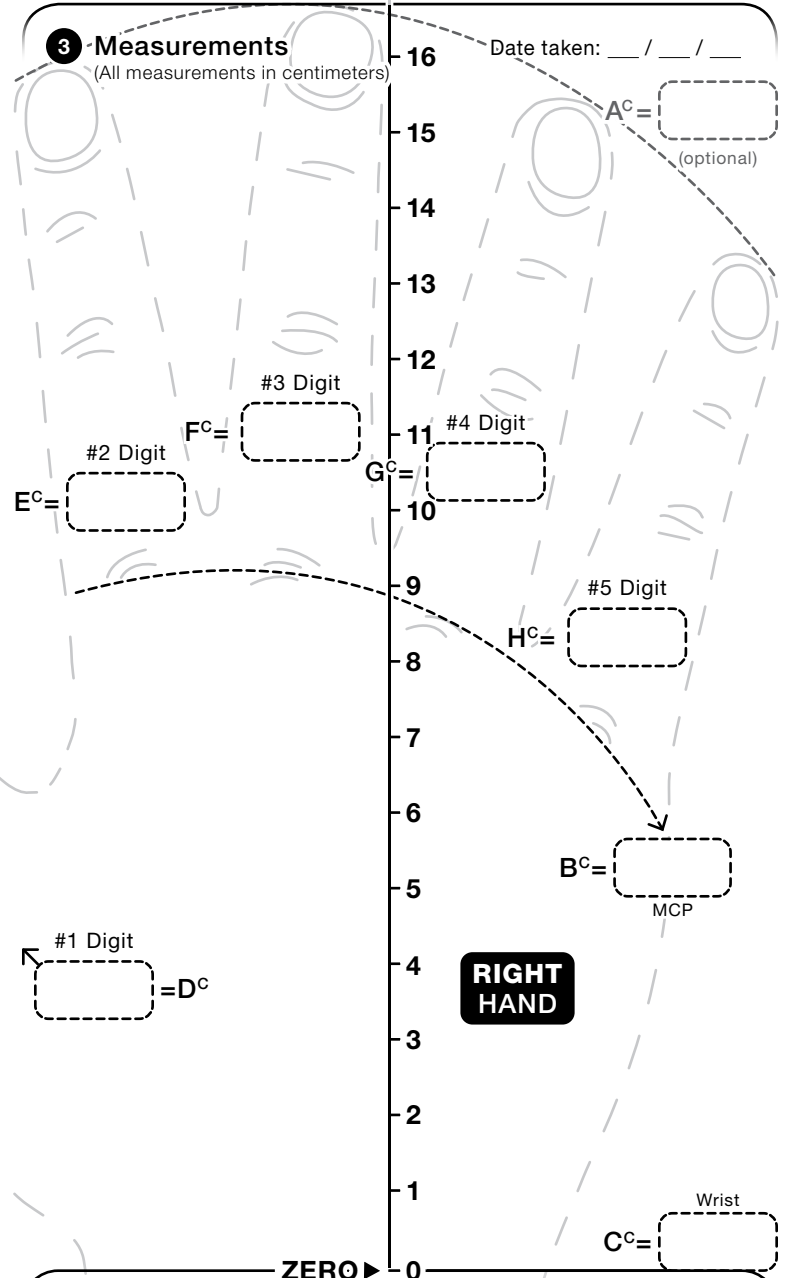 3 Measurements
(All measurements in centimeters)
Date taken: __ / __ / __
16
Aᶜ=
(optional)
15
14
13
12
#3 Digit
Fᶜ=
11
#4 Digit
Gᶜ=
#2 Digit
Eᶜ=
10
9
#5 Digit
Hᶜ=
8
7
6
Bᶜ=
MCP
5
#1 Digit
=Dᶜ
4
RIGHT
HAND
3
2
1
Wrist
Cᶜ=
ZERO ▶ 0